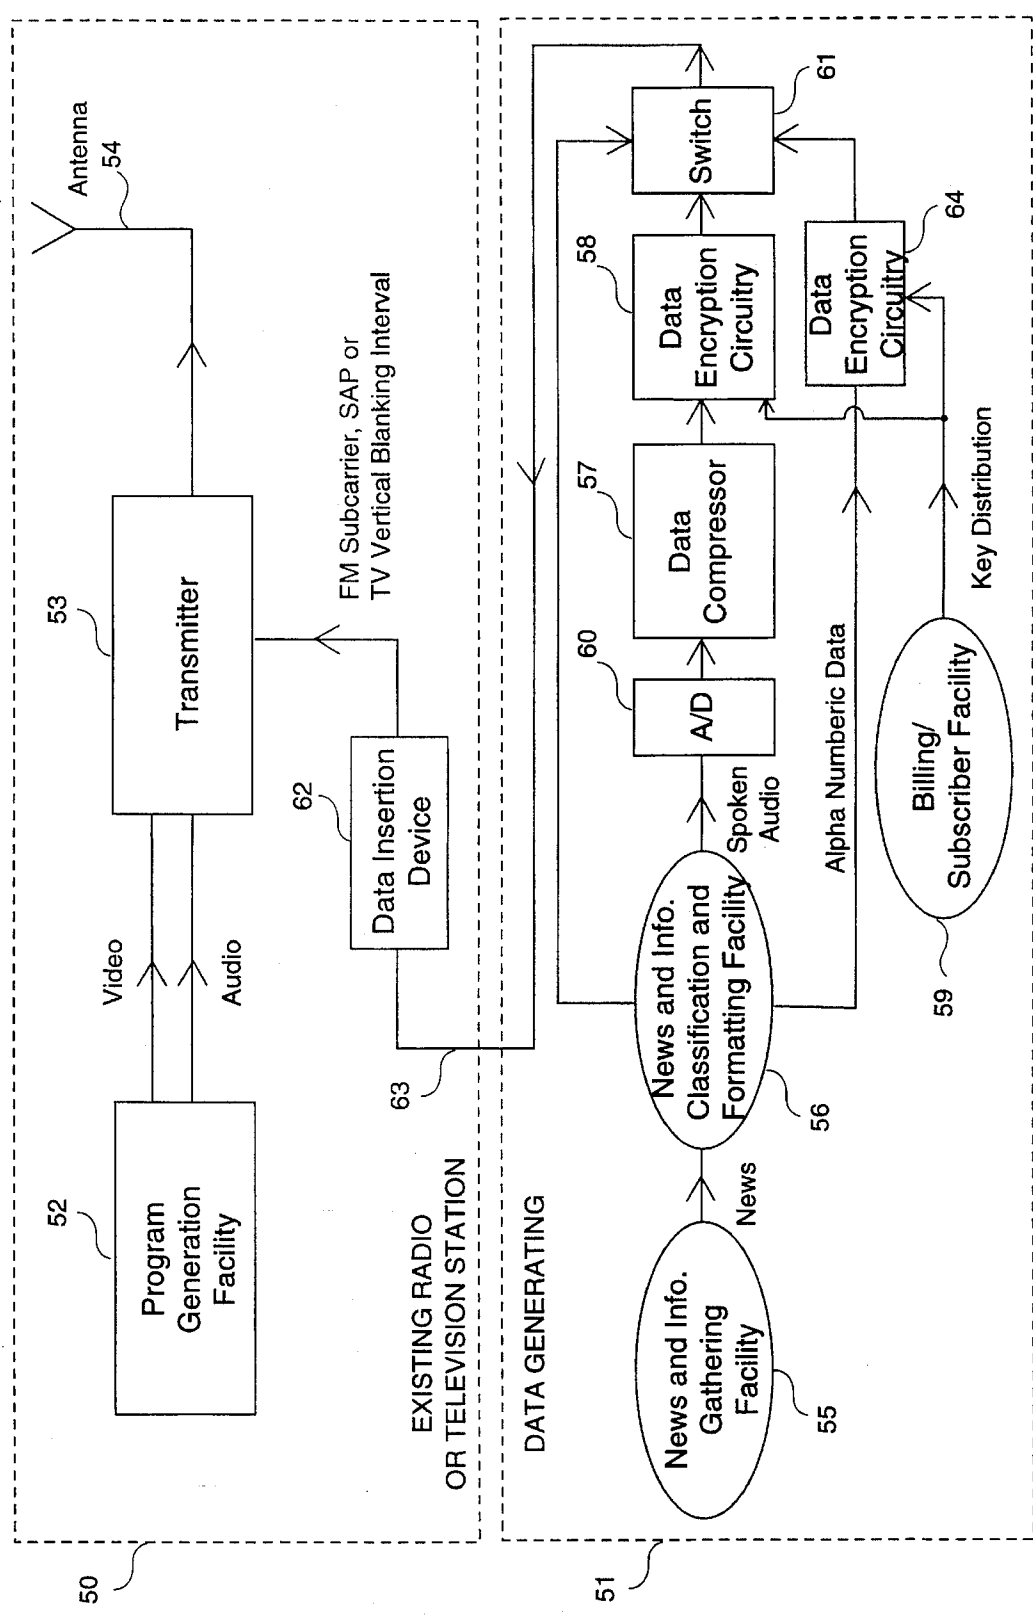 50
EXISTING RADIO
OR TELEVISION STATION
52
Program
Generation
Facility
Video
Audio
53
Transmitter
Antenna
54
62
Data Insertion
Device
FM Subcarrier, SAP or
TV Vertical Blanking Interval
63
51
DATA GENERATING
55
News and Info.
Gathering
Facility
News
56
News and Info.
Classification and
Formatting Facility
Spoken
Audio
60
A/D
57
Data
Compressor
58
Data
Encryption
Circuitry
61
Switch
64
Data
Encryption
Circuitry
Alpha Numberic Data
59
Billing/
Subscriber Facility
Key Distribution